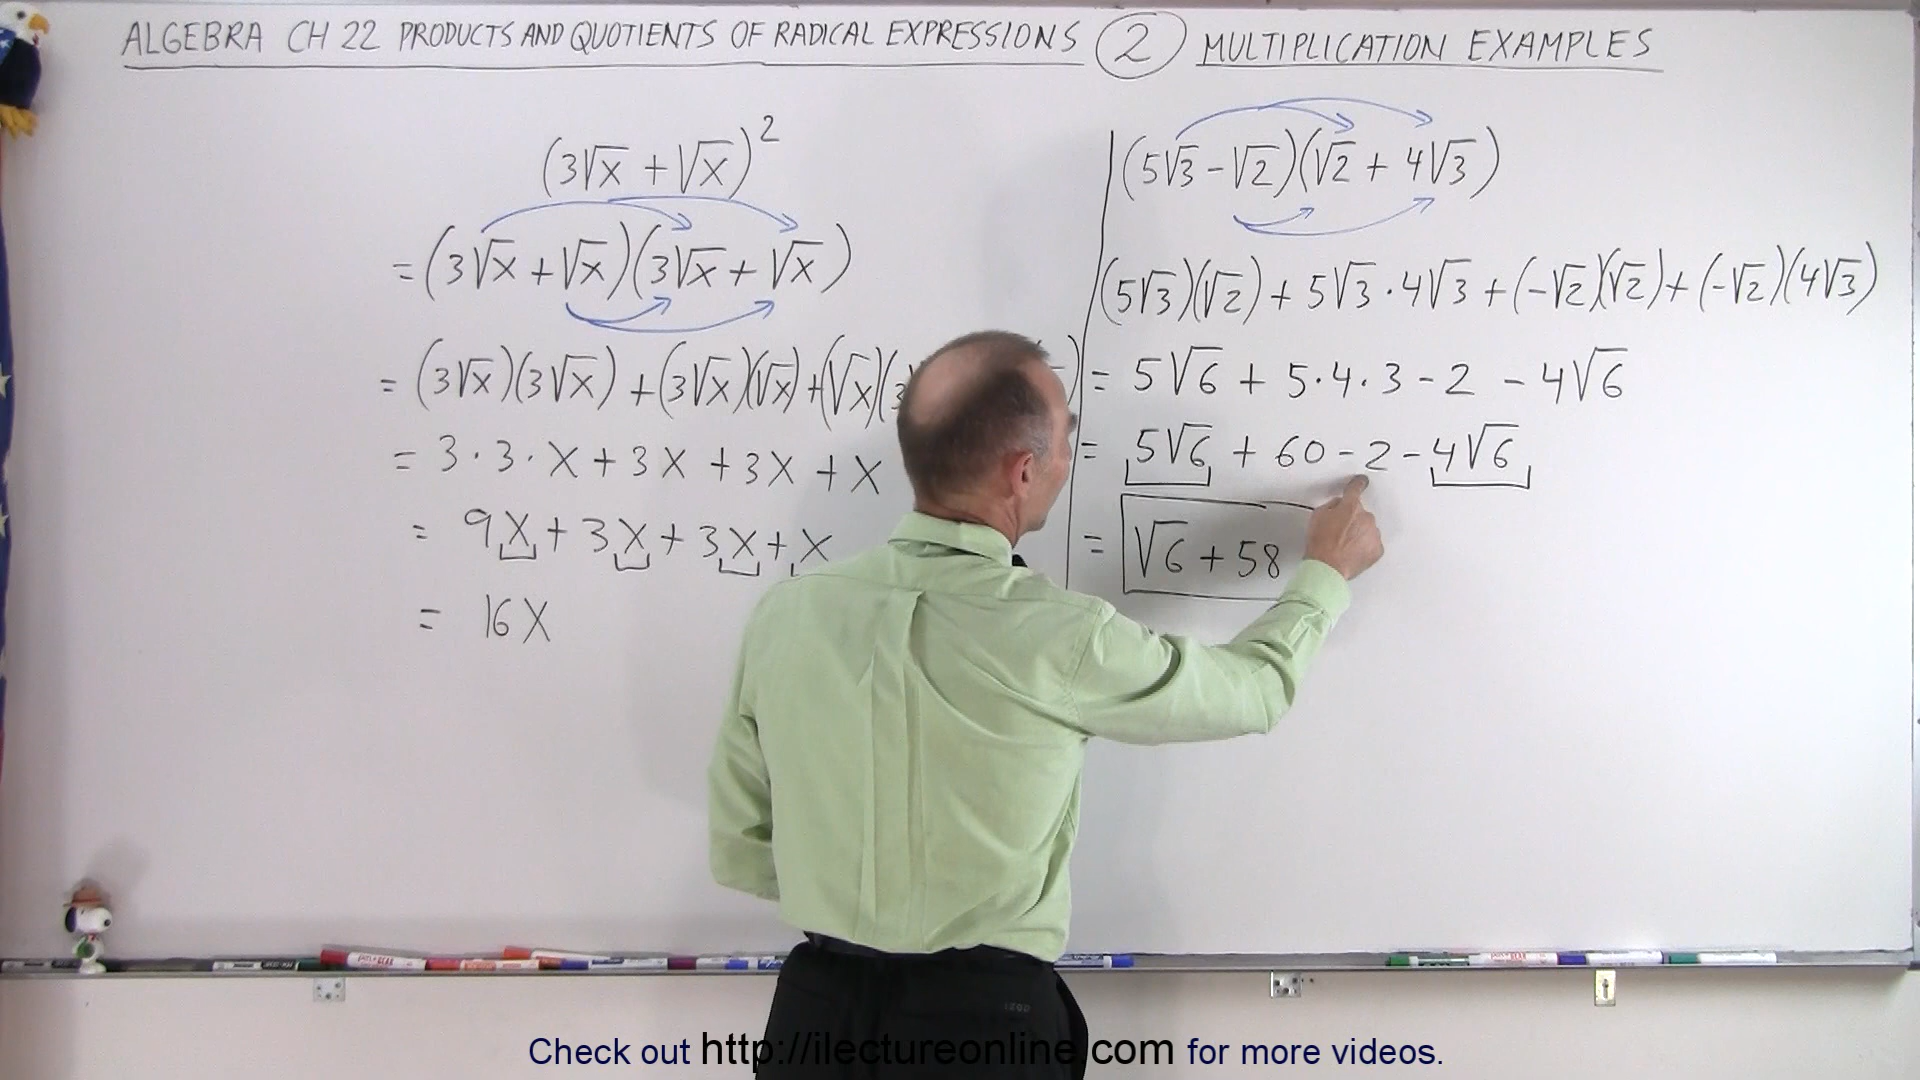 ALGEBRA CH 22 PRODUCTS AND QUOTIENTS OF RADICAL EXPRESSIONS ② MULTIPLICATION EXAMPLES
(3√x + √x)²
= (3√x + √x)(3√x + √x)
= (3√x)(3√x) + (3√x)(√x) + (√x)(3
= 3·3·x + 3x + 3x + x
= 9x + 3x + 3x + x
= 16x
(5√3 - √2)(√2 + 4√3)
(5√3)(√2) + 5√3·4√3 + (-√2)(√2) + (-√2)(4√3)
= 5√6 + 5·4·3 - 2 - 4√6
= 5√6 + 60 - 2 - 4√6
= √6 + 58
Check out http://ilectureonline.com for more videos.